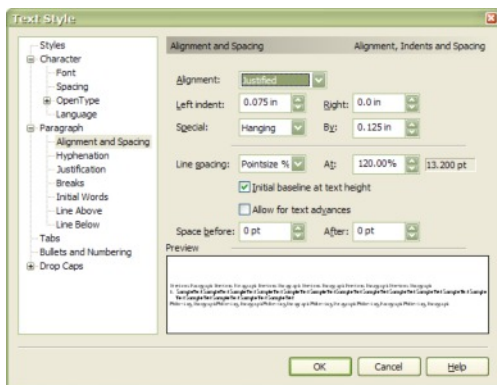 Text Style
Styles
Character
Font
Spacing
OpenType
Language
Paragraph
Alignment and Spacing
Hyphenation
Justification
Breaks
Initial Words
Line Above
Line Below
Tabs
Bullets and Numbering
Drop Caps
Alignment and Spacing Alignment, Indents and Spacing
Alignment: Justified
Left indent: 0.075 in Right: 0.0 in
Special: Hanging By: 0.125 in
Line spacing: Pointsize % At: 120.00% 13.200 pt
Initial baseline at text height
Allow for text advances
Space before: 0 pt After: 0 pt
Preview
OK Cancel Help